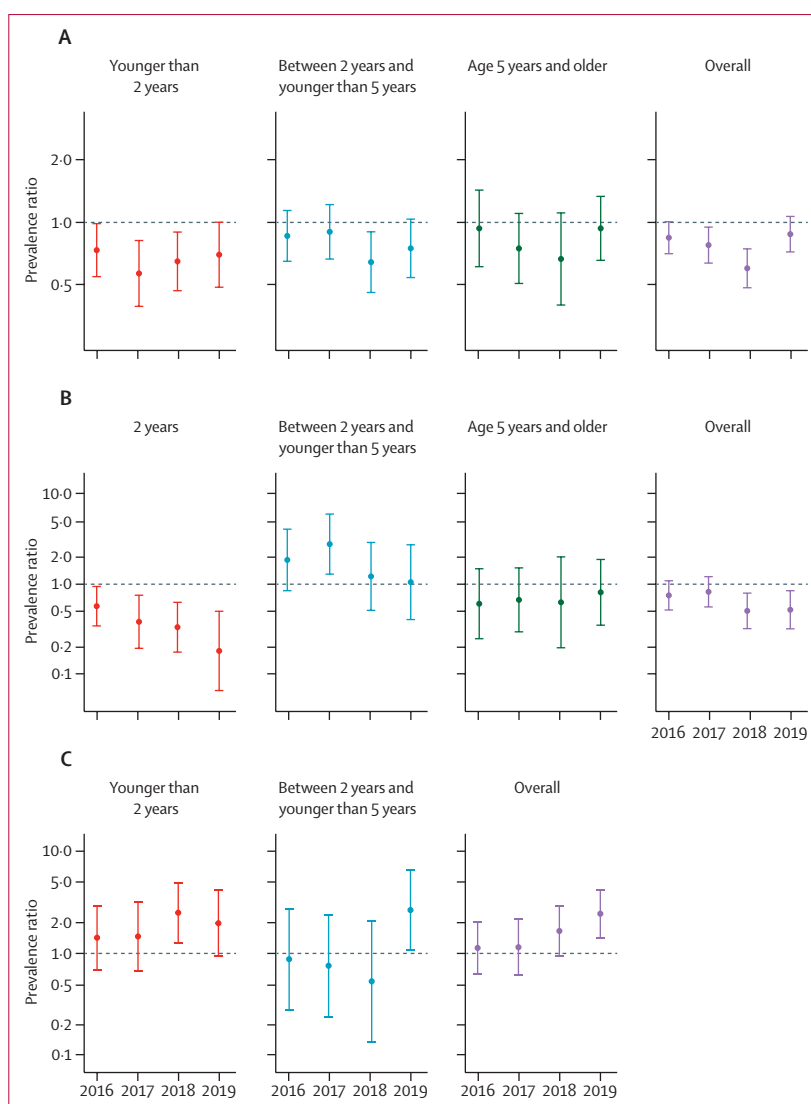 A
Younger than
2 years
Between 2 years and
younger than 5 years
Age 5 years and older
Overall
Prevalence ratio
2·0
1·0
0·5
B
2 years
Between 2 years and
younger than 5 years
Age 5 years and older
Overall
Prevalence ratio
10·0
5·0
2·0
1·0
0·5
0·2
0·1
2016 2017 2018 2019
C
Younger than
2 years
Between 2 years and
younger than 5 years
Overall
Prevalence ratio
10·0
5·0
2·0
1·0
0·5
0·2
0·1
2016 2017 2018 2019
2016 2017 2018 2019
2016 2017 2018 2019